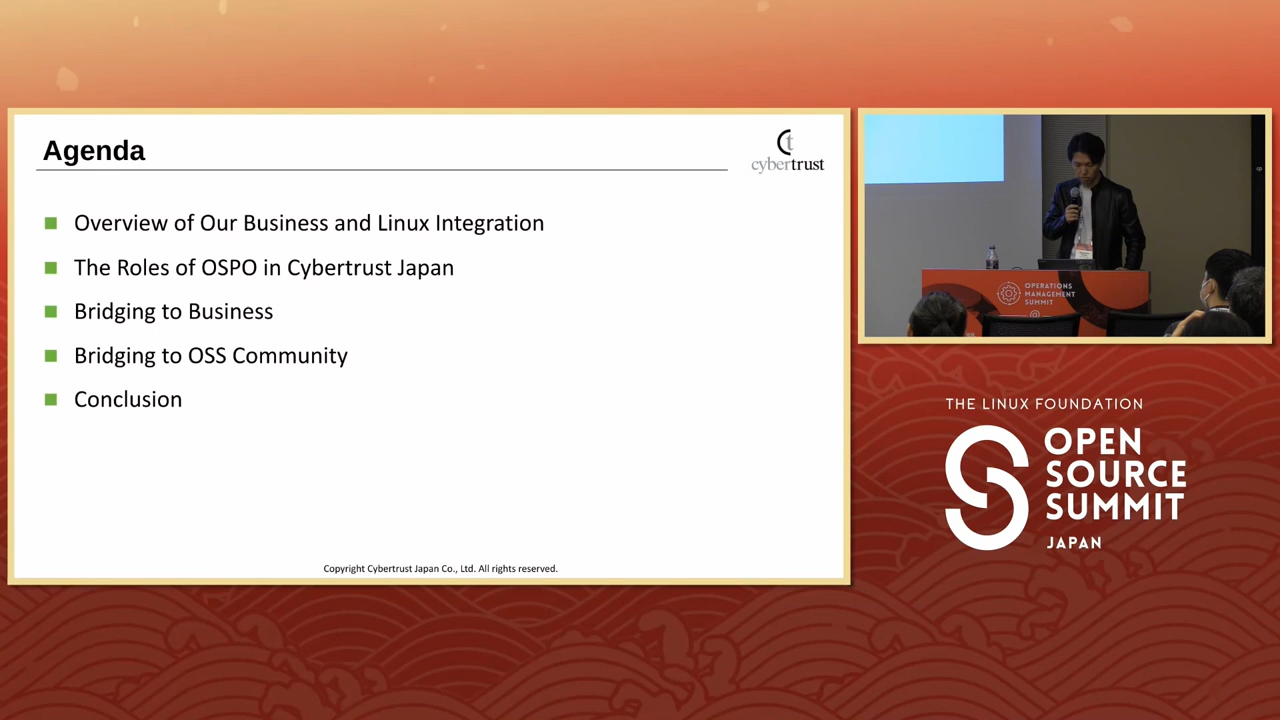 Agenda
cybertrust
Overview of Our Business and Linux Integration
The Roles of OSPO in Cybertrust Japan
Bridging to Business
Bridging to OSS Community
Conclusion
Copyright Cybertrust Japan Co., Ltd. All rights reserved.
OPERATIONS
MANAGEMENT
SUMMIT
THE LINUX FOUNDATION
OPEN
SOURCE
SUMMIT
JAPAN